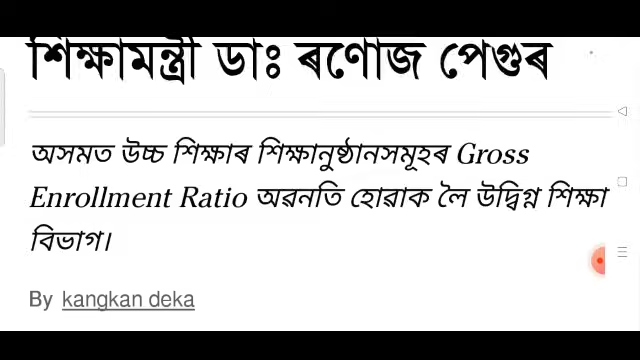 শিক্ষামন্ত্ৰী ডাঃ ৰণোজ পেগুৰ
অসমত উচ্চ শিক্ষাৰ শিক্ষানুষ্ঠানসমূহৰ Gross
Enrollment Ratio অৱনতি হোৱাক লৈ উদ্বিগ্ন শিক্ষা
বিভাগ।
By kangkan deka